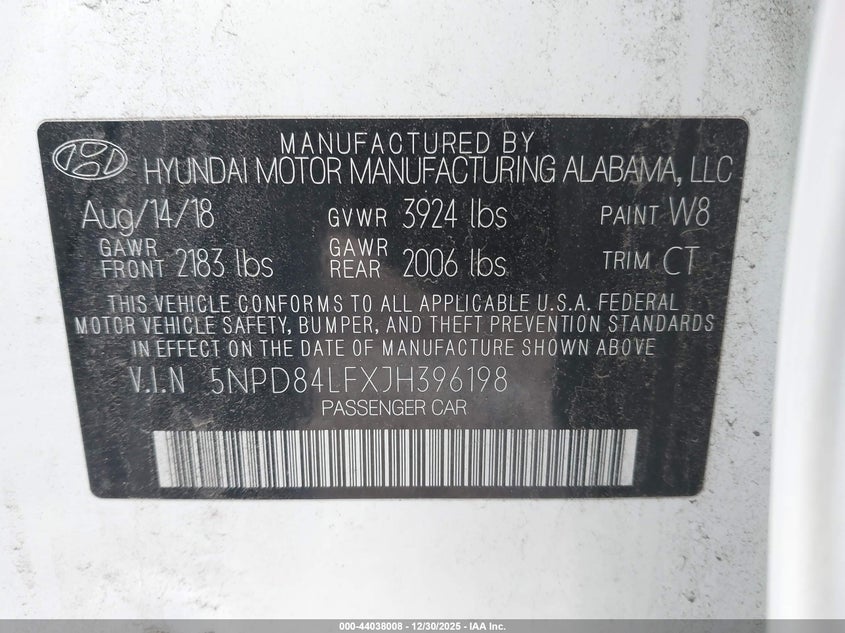 MANUFACTURED BY
HYUNDAI MOTOR MANUFACTURING ALABAMA, LLC
Aug/14/18 GVWR 3924 lbs PAINT W8
GAWR FRONT 2183 lbs GAWR REAR 2006 lbs TRIM CT
THIS VEHICLE CONFORMS TO ALL APPLICABLE U.S.A. FEDERAL
MOTOR VEHICLE SAFETY, BUMPER, AND THEFT PREVENTION STANDARDS
IN EFFECT ON THE DATE OF MANUFACTURE SHOWN ABOVE
V.I.N 5NPD84LFXJH396198
PASSENGER CAR
000-44038008 - 12/30/2025 - IAA Inc.